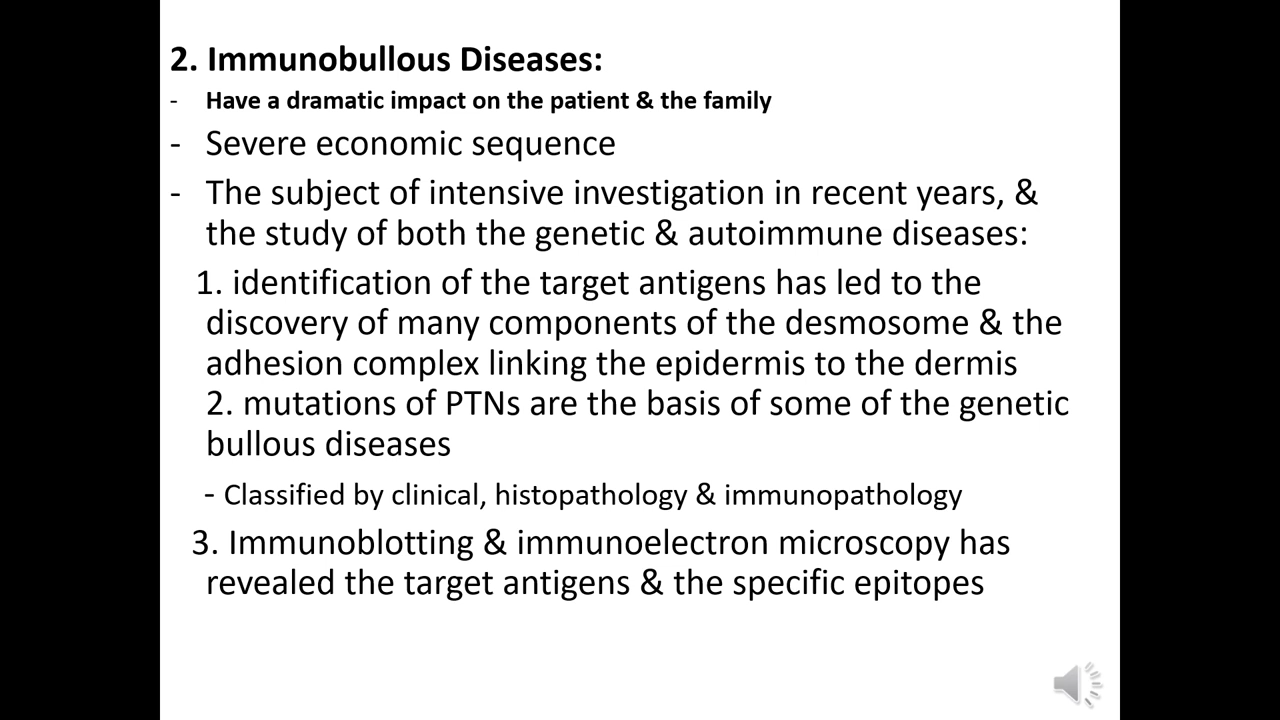 2. Immunobullous Diseases:
- Have a dramatic impact on the patient & the family
- Severe economic sequence
- The subject of intensive investigation in recent years, &
the study of both the genetic & autoimmune diseases:
1. identification of the target antigens has led to the
discovery of many components of the desmosome & the
adhesion complex linking the epidermis to the dermis
2. mutations of PTNs are the basis of some of the genetic
bullous diseases
- Classified by clinical, histopathology & immunopathology
3. Immunoblotting & immunoelectron microscopy has
revealed the target antigens & the specific epitopes